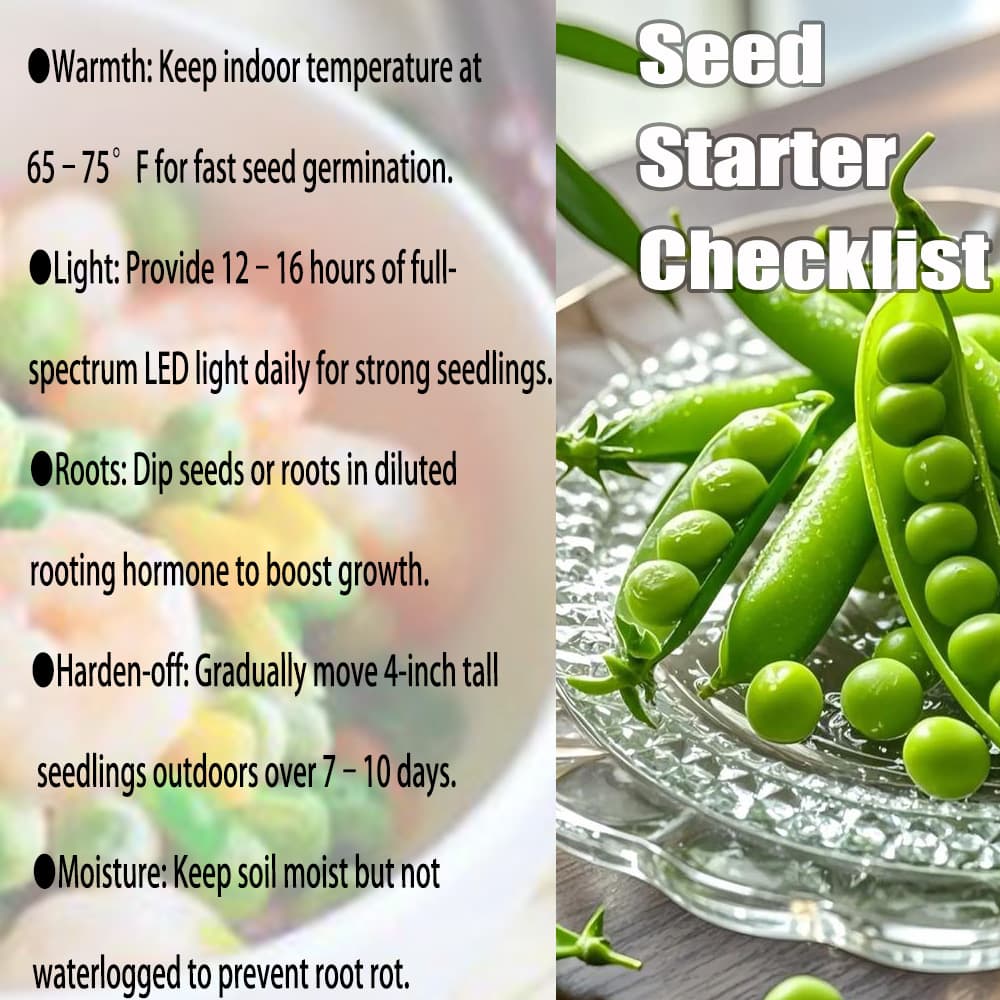 ●Warmth: Keep indoor temperature at
65 – 75° F for fast seed germination.
●Light: Provide 12 – 16 hours of full-
spectrum LED light daily for strong seedlings.
●Roots: Dip seeds or roots in diluted
rooting hormone to boost growth.
●Harden-off: Gradually move 4-inch tall
seedlings outdoors over 7 – 10 days.
●Moisture: Keep soil moist but not
waterlogged to prevent root rot.
Seed
Starter
Checklist